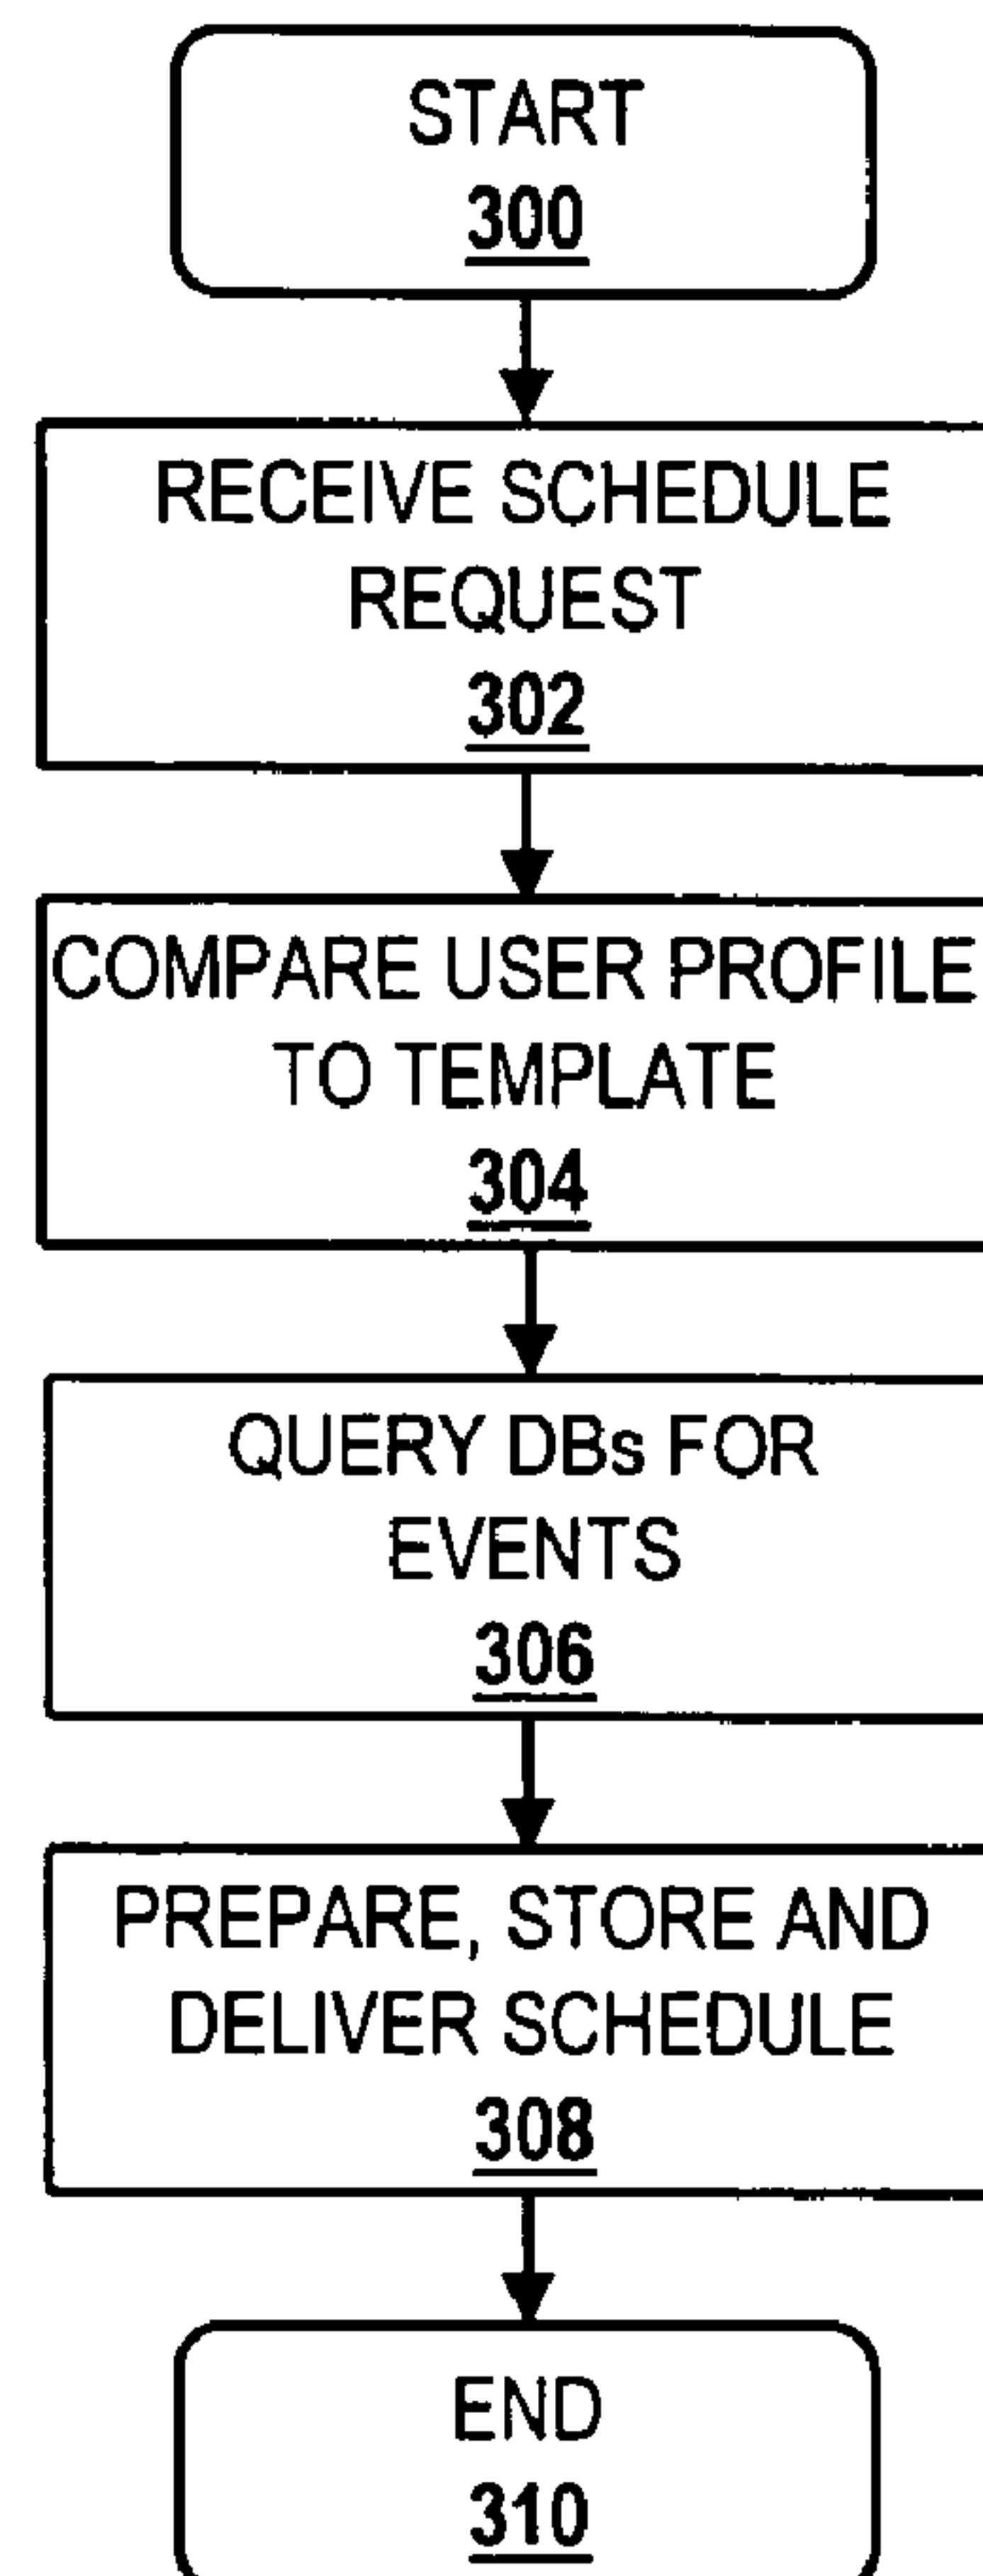 START
300
RECEIVE SCHEDULE
REQUEST
302
COMPARE USER PROFILE
TO TEMPLATE
304
QUERY DBs FOR
EVENTS
306
PREPARE, STORE AND
DELIVER SCHEDULE
308
END
310